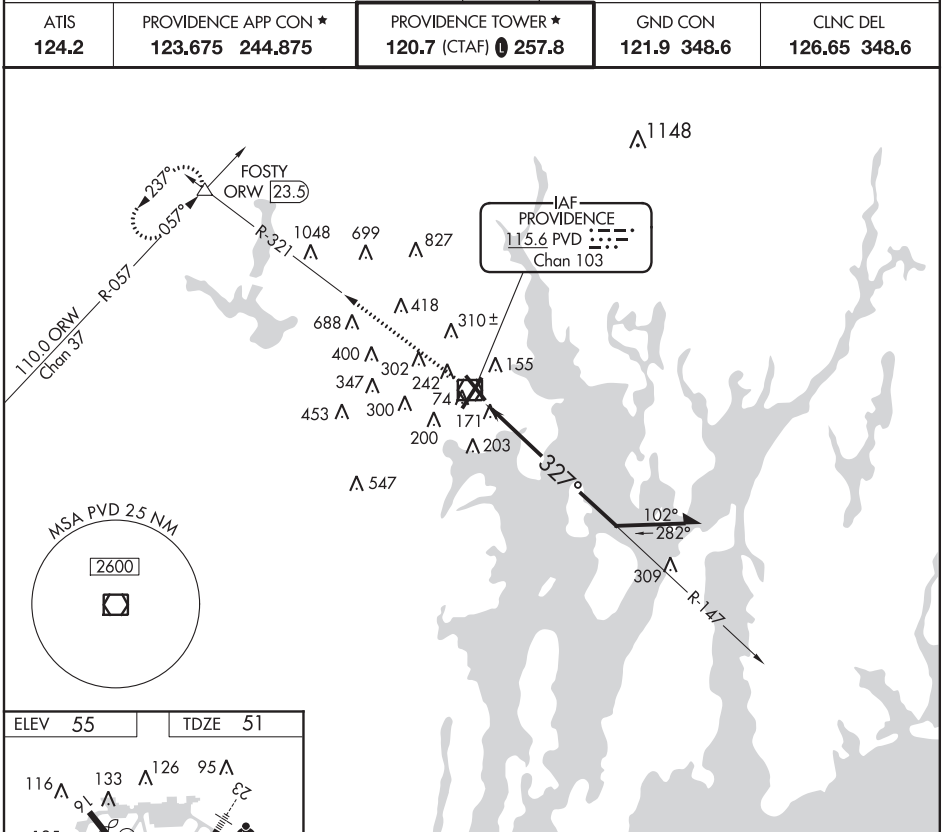 ATIS
124.2
PROVIDENCE APP CON ★
123.675 244.875
PROVIDENCE TOWER ★
120.7 (CTAF) L 257.8
GND CON
121.9 348.6
CLNC DEL
126.65 348.6
1148
237°
FOSTY
ORW 23.5
057°
R-321
R-057
110.0 ORW
Chan 37
IAF
PROVIDENCE
115.6 PVD
Chan 103
1048
699
827
418
688
310±
400
302
155
347
242
74
453
300
171
200
203
547
327°
102°
282°
309
R-147
MSA PVD 25 NM
2600
ELEV 55
TDZE 51
116
133
126
95
16
23